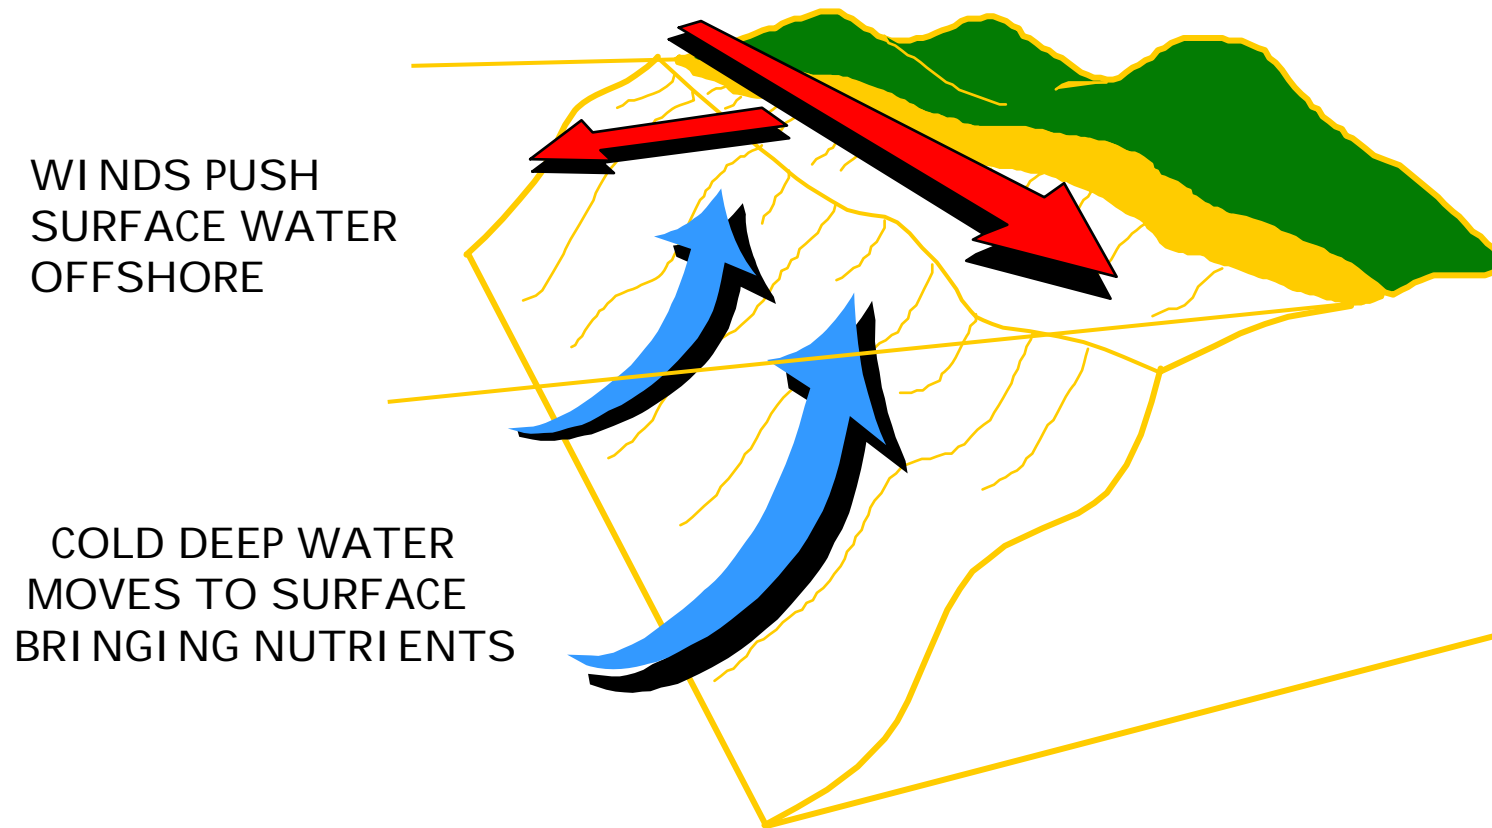 WINDS PUSH
SURFACE WATER
OFFSHORE
COLD DEEP WATER
MOVES TO SURFACE
BRINGING NUTRIENTS